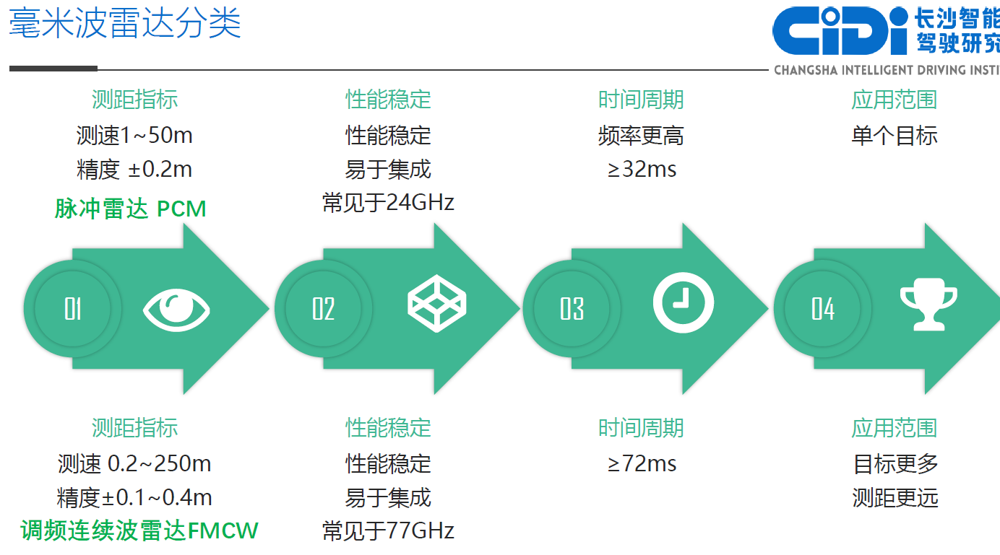 毫米波雷达分类
CiDi 长沙智能
驾驶研究
CHANGSHA INTELLIGENT DRIVING INSTI
测距指标
测速1~50m
精度 ±0.2m
脉冲雷达 PCM
性能稳定
性能稳定
易于集成
常见于24GHz
时间周期
频率更高
≥32ms
应用范围
单个目标
01
02
03
04
测距指标
测速 0.2~250m
精度±0.1~0.4m
调频连续波雷达FMCW
性能稳定
性能稳定
易于集成
常见于77GHz
时间周期
≥72ms
应用范围
目标更多
测距更远